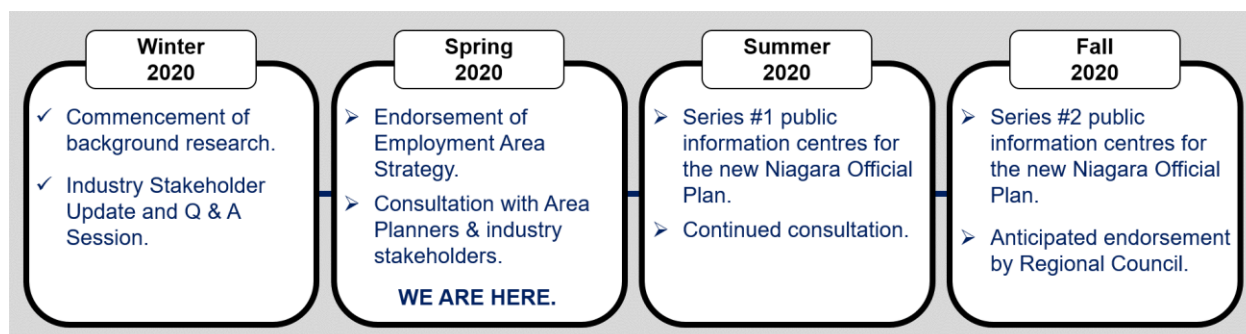 Winter
2020
✓ Commencement of
background research.
✓ Industry Stakeholder
Update and Q & A
Session.
Spring
2020
➢ Endorsement of
Employment Area
Strategy.
➢ Consultation with Area
Planners & industry
stakeholders.
WE ARE HERE.
Summer
2020
➢ Series #1 public
information centres for
the new Niagara Official
Plan.
➢ Continued consultation.
Fall
2020
➢ Series #2 public
information centres for
the new Niagara Official
Plan.
➢ Anticipated endorsement
by Regional Council.